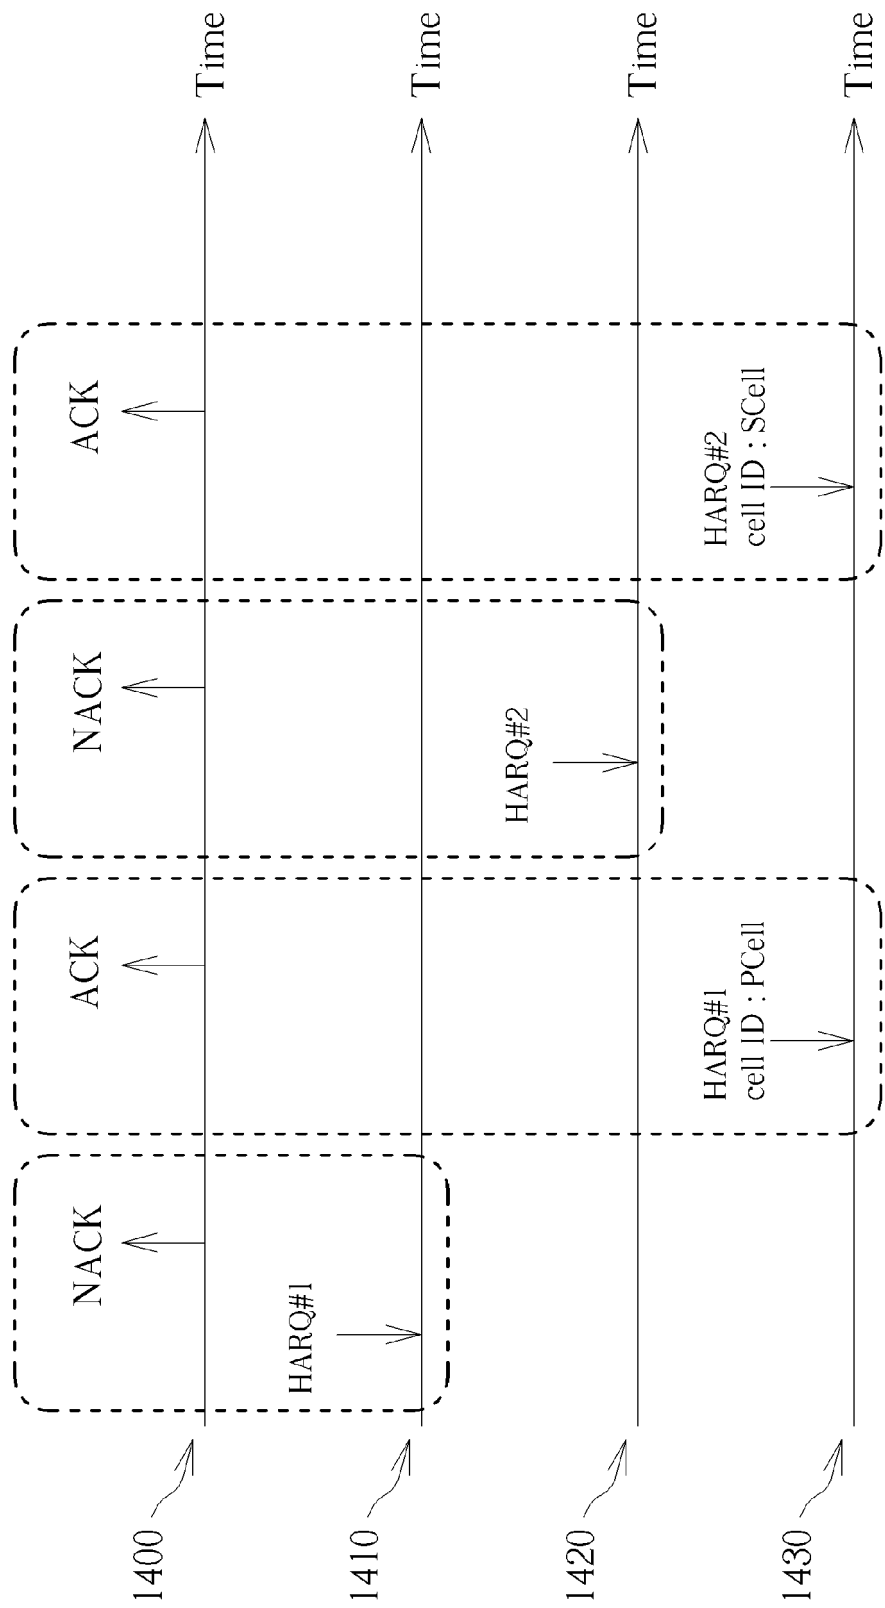 NACK
ACK
NACK
ACK
1400
Time
HARQ#1
1410
Time
HARQ#2
1420
Time
HARQ#1
cell ID : PCell
HARQ#2
cell ID : SCell
1430
Time